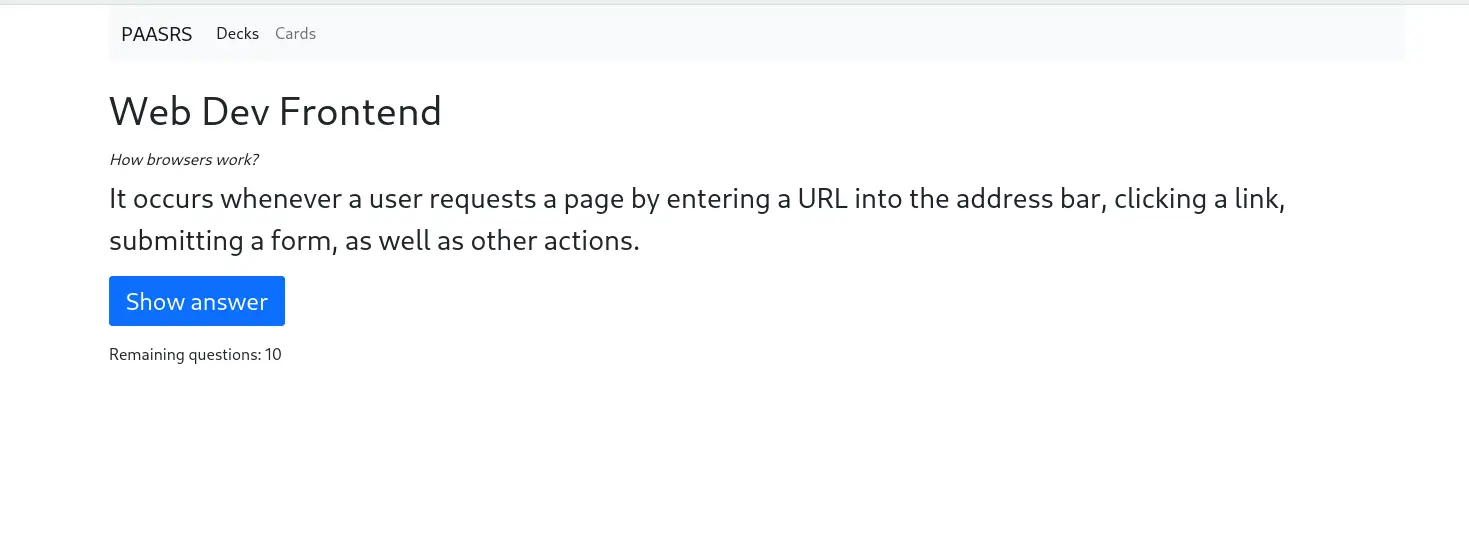 PAASRS Decks Cards
Web Dev Frontend
How browsers work?
It occurs whenever a user requests a page by entering a URL into the address bar, clicking a link,
submitting a form, as well as other actions.
Show answer
Remaining questions: 10